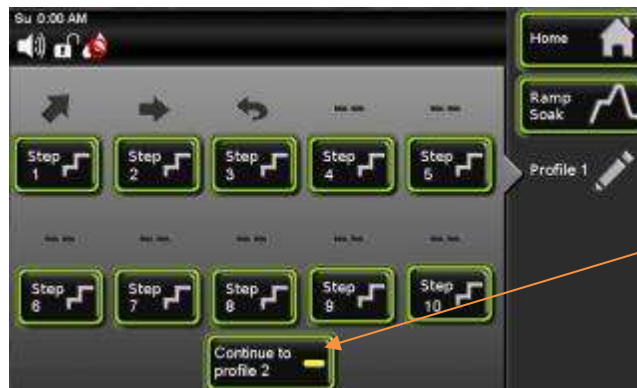 Su 0:00 AM
Home
Ramp
Soak
Profile 1
Step
1
Step
2
Step
3
Step
4
Step
5
Step
6
Step
7
Step
8
Step
9
Step
10
Continue to
profile 2